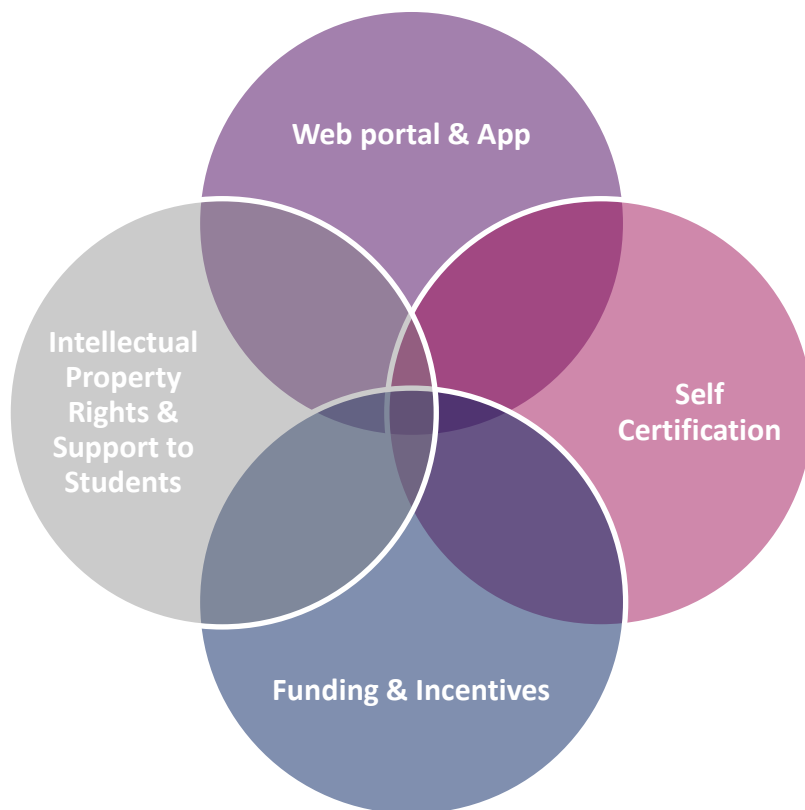 Web portal & App
Intellectual
Property
Rights &
Support to
Students
Self
Certification
Funding & Incentives